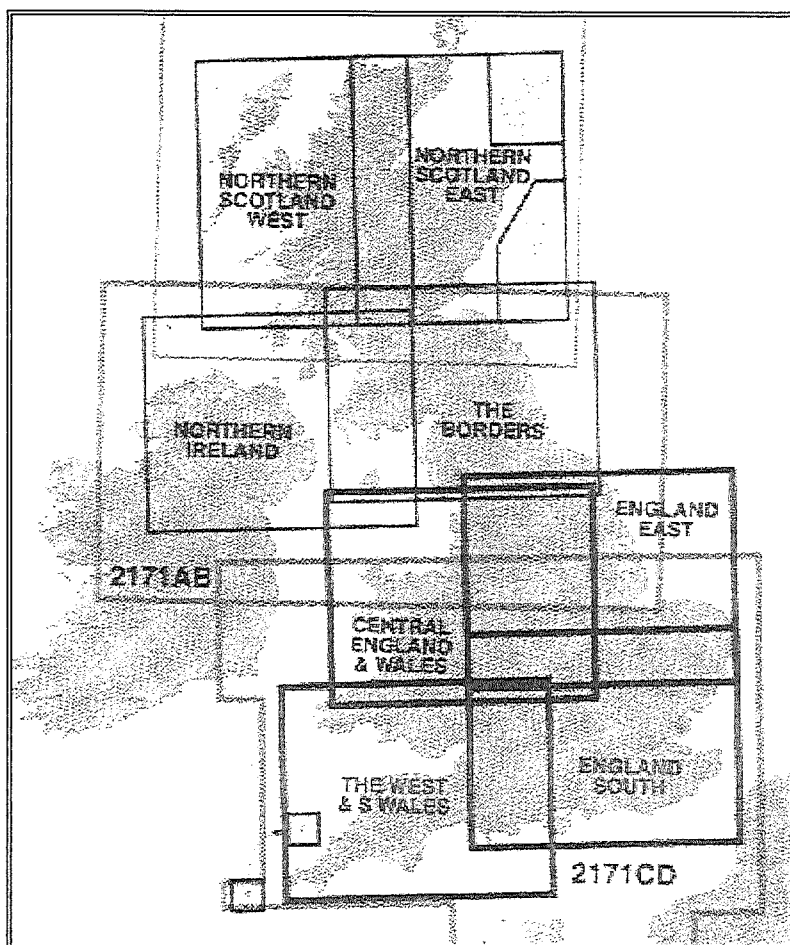 NORTHERN
SCOTLAND
WEST
NORTHERN
SCOTLAND
EAST
NORTHERN
IRELAND
THE
BORDERS
ENGLAND
EAST
2171AB
CENTRAL
ENGLAND
& WALES
THE WEST
& S WALES
ENGLAND
SOUTH
2171CD